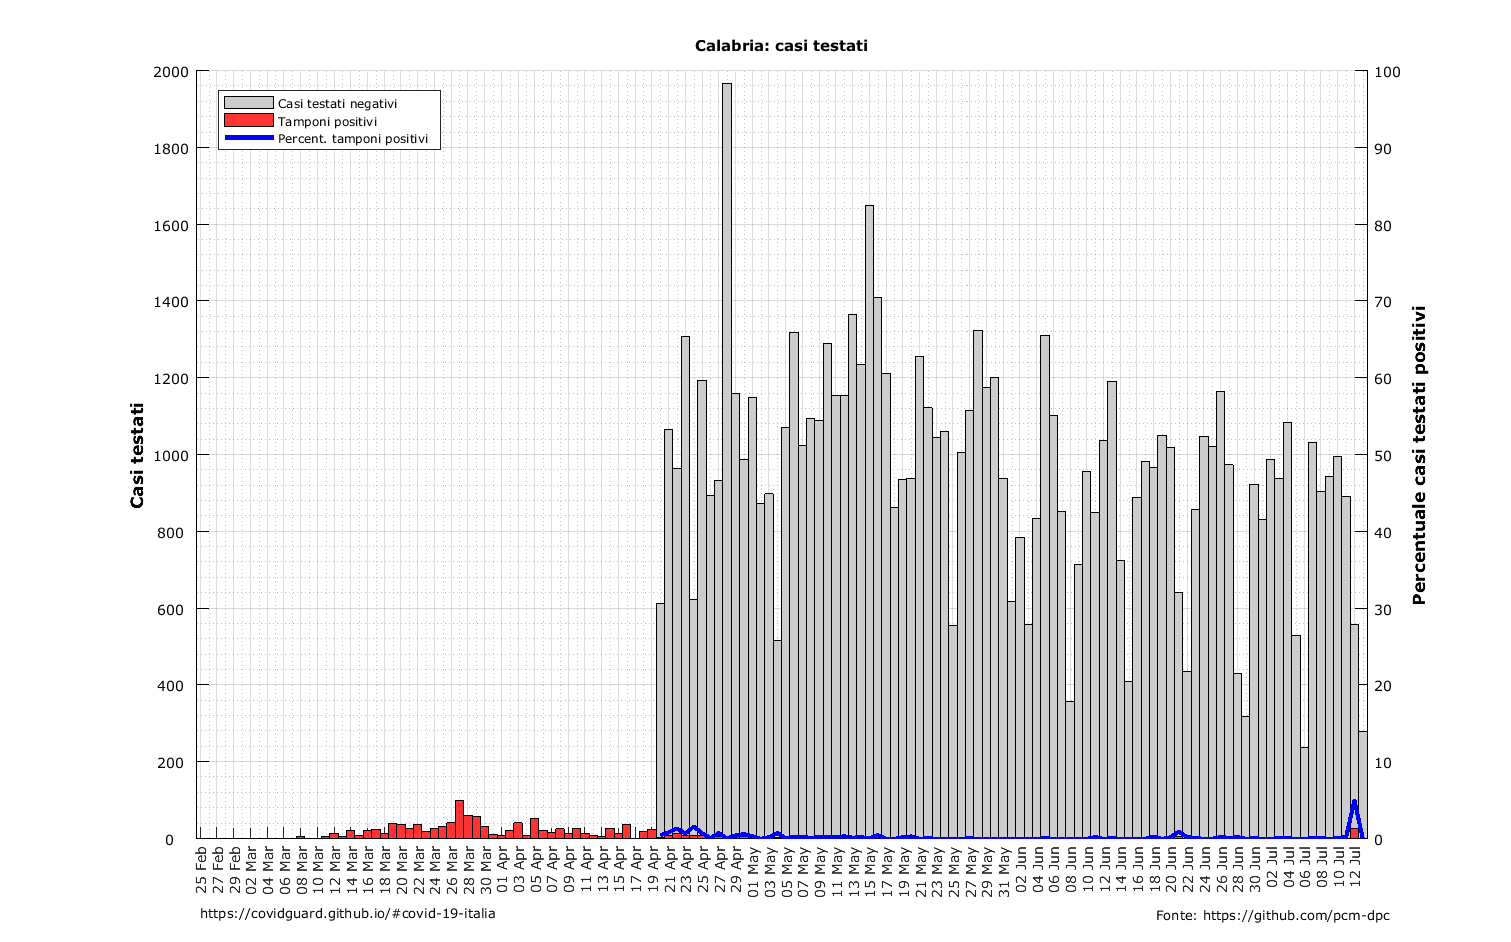 Calabria: casi testati
Casi testati negativi
Tamponi positivi
Percent. tamponi positivi
Casi testati
2000
1800
1600
1400
1200
1000
800
600
400
200
0
100
90
80
70
60
50
40
30
20
10
0
Percentuale casi testati positivi
25 Feb
27 Feb
29 Feb
02 Mar
04 Mar
06 Mar
08 Mar
10 Mar
12 Mar
14 Mar
16 Mar
18 Mar
20 Mar
22 Mar
24 Mar
26 Mar
28 Mar
30 Mar
01 Apr
03 Apr
05 Apr
07 Apr
09 Apr
11 Apr
13 Apr
15 Apr
17 Apr
19 Apr
21 Apr
23 Apr
25 Apr
27 Apr
29 Apr
01 May
03 May
05 May
07 May
09 May
11 May
13 May
15 May
17 May
19 May
21 May
23 May
25 May
27 May
29 May
31 May
02 Jun
04 Jun
06 Jun
08 Jun
10 Jun
12 Jun
14 Jun
16 Jun
18 Jun
20 Jun
22 Jun
24 Jun
26 Jun
28 Jun
30 Jun
02 Jul
04 Jul
06 Jul
08 Jul
10 Jul
12 Jul
https://covidguard.github.io/#covid-19-italia
Fonte: https://github.com/pcm-dpc